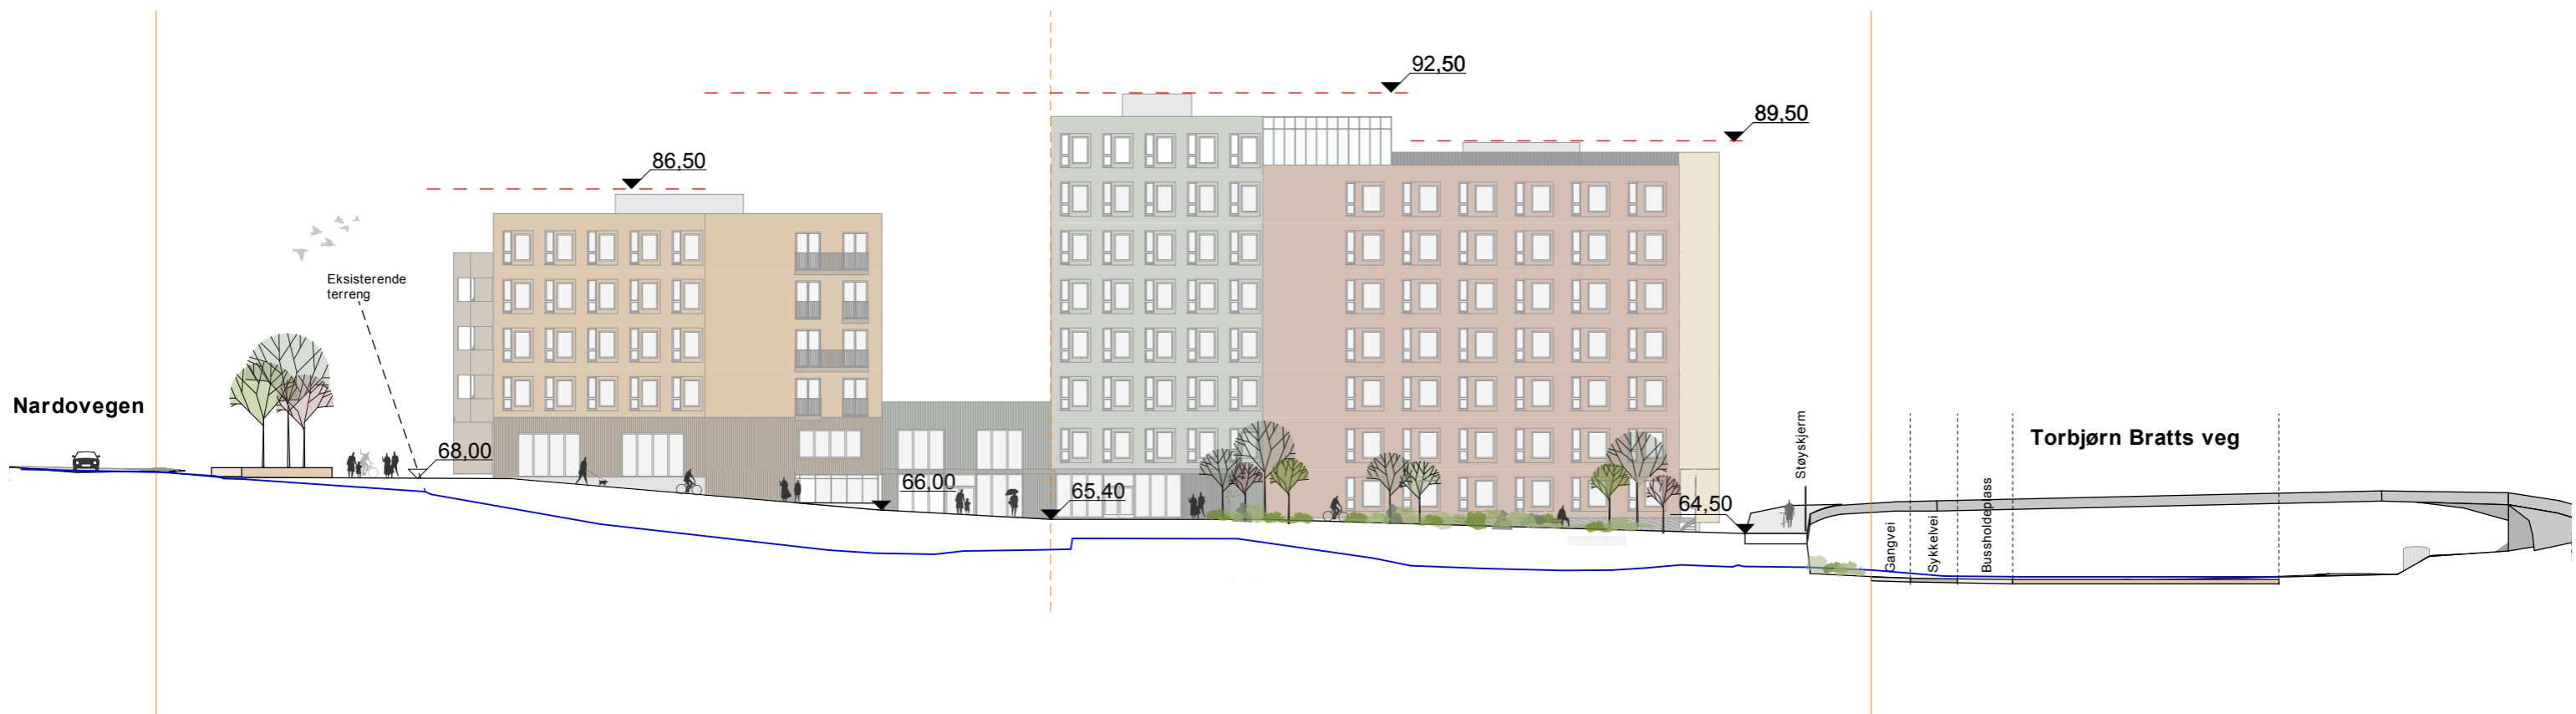 92,50
89,50
86,50
Eksisterende
terreng
Nardovegen
68,00
66,00
65,40
64,50
Støyskjerm
Gangvei
Sykkelvei
Bussholdeplass
Torbjørn Bratts veg